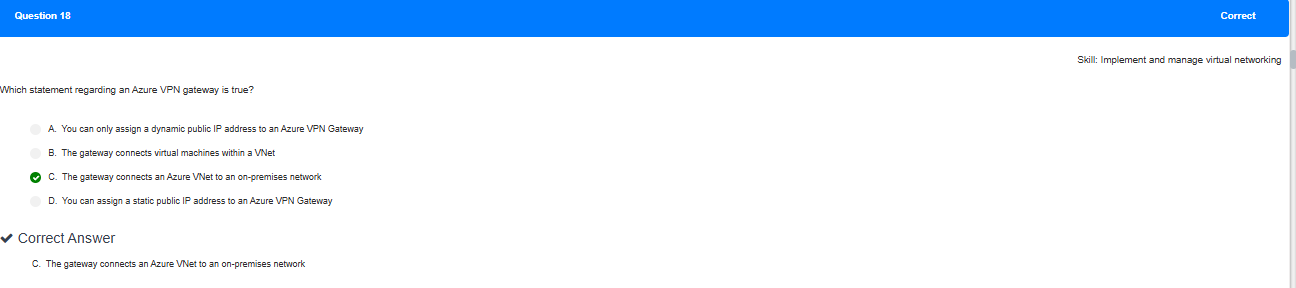 Question 18 Correct
Skill: Implement and manage virtual networking
Which statement regarding an Azure VPN gateway is true?
A. You can only assign a dynamic public IP address to an Azure VPN Gateway
B. The gateway connects virtual machines within a VNet
C. The gateway connects an Azure VNet to an on-premises network
D. You can assign a static public IP address to an Azure VPN Gateway
Correct Answer
C. The gateway connects an Azure VNet to an on-premises network